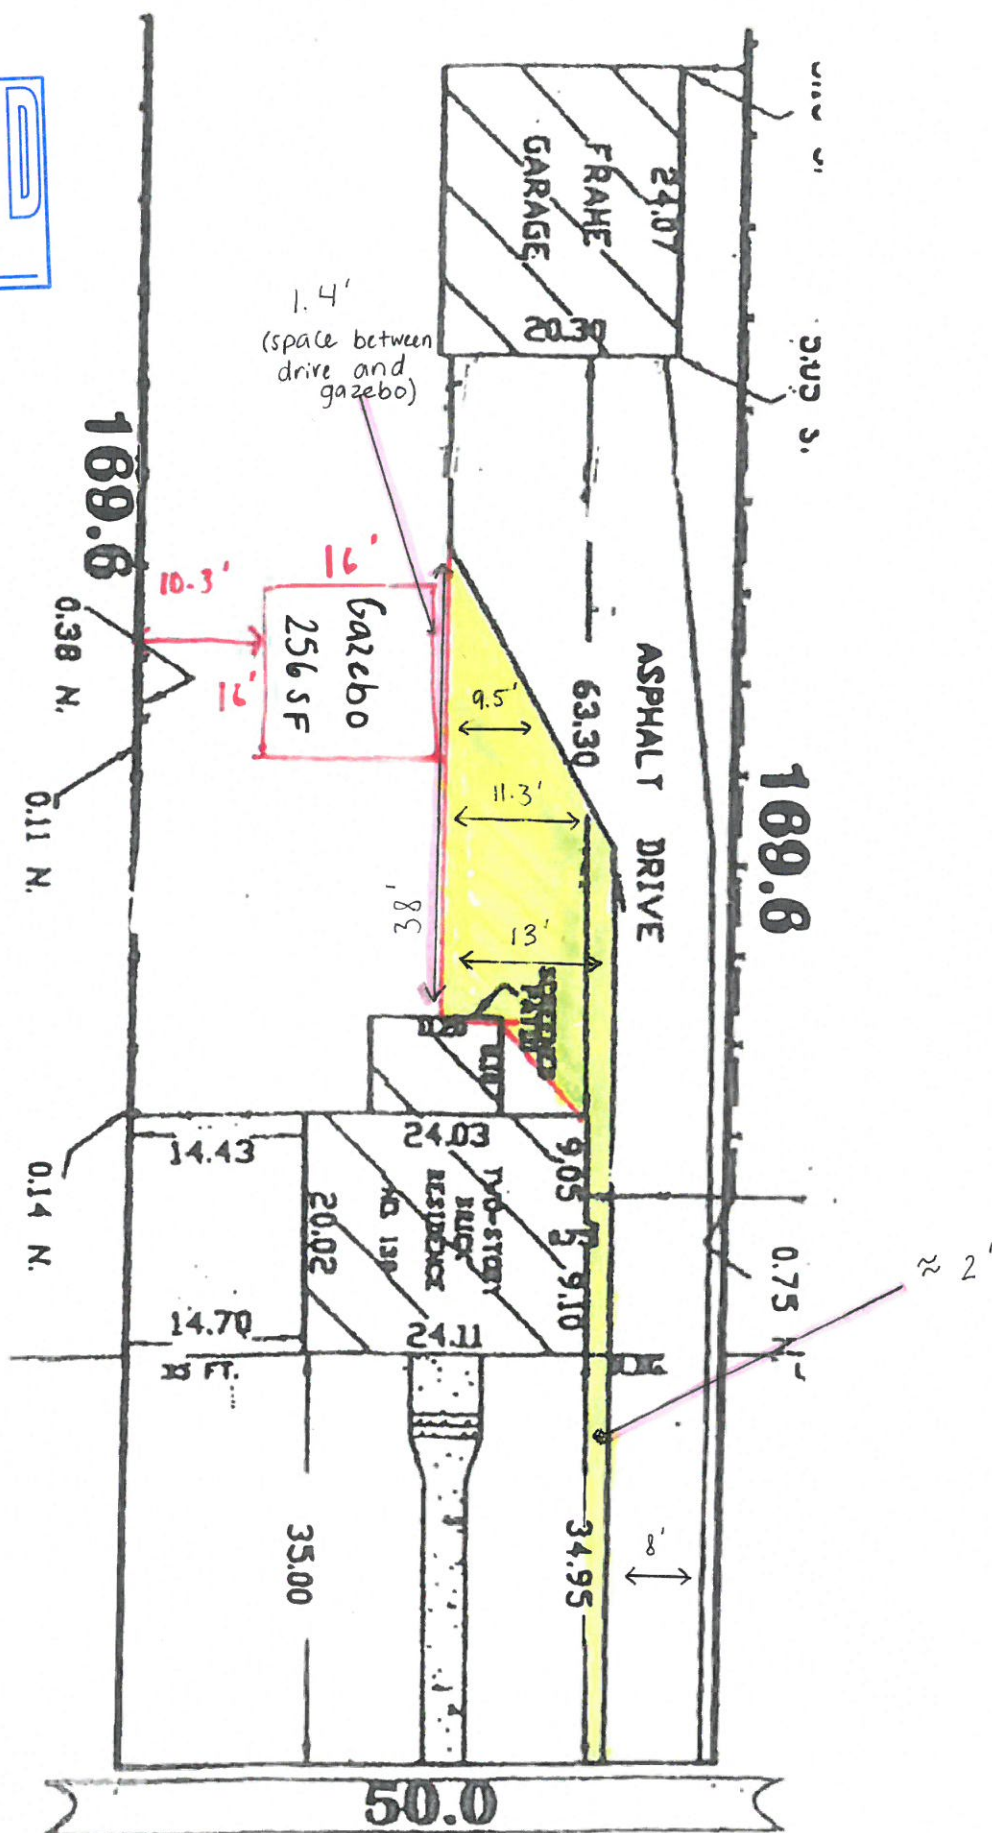 24.07
FRAME
GARAGE
20.30
5.05 S.
1.4'
(space between
drive and
gazebo)
169.6
10.3'
16'
16'
Gazebo
256 SF
0.38 N.
0.11 N.
9.5'
63.30
11.3'
ASPHALT DRIVE
169.6
38'
13'
24.03
14.43
9.05
9.10
TWO-STORY
BRICK
RESIDENCE
20.02
24.11
14.70
0.14 N.
0.75
≈ 2'
FT.
35.00
34.95
8'
50.0